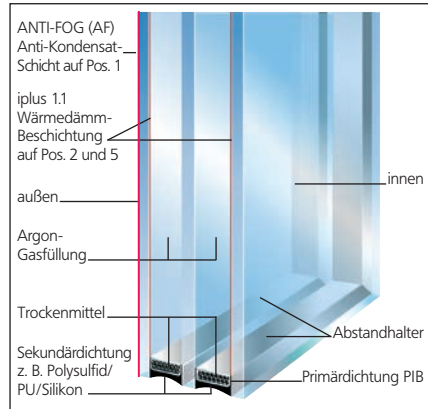 ANTI-FOG (AF)
Anti-Kondensat-
Schicht auf Pos. 1
iplus 1.1
Wärmedämm-
Beschichtung
auf Pos. 2 und 5
außen
innen
Argon-
Gasfüllung
Trockenmittel
Abstandhalter
Sekundärdichtung
z. B. Polysulfid/
PU/Silikon
Primärdichtung PIB